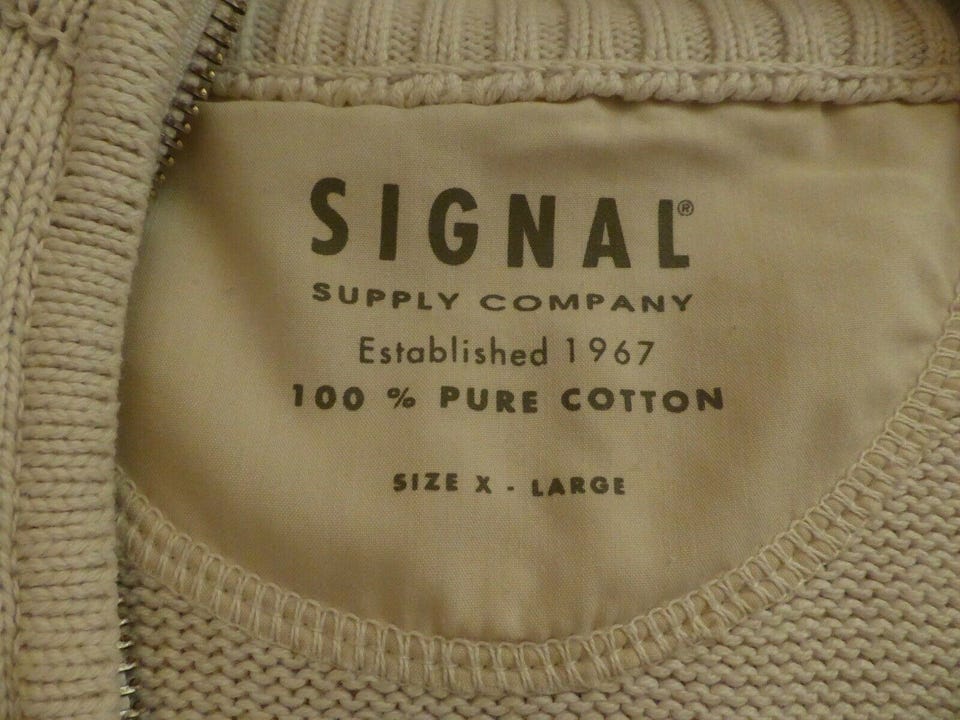 SIGNAL®
SUPPLY COMPANY
Established 1967
100 % PURE COTTON
SIZE X - LARGE